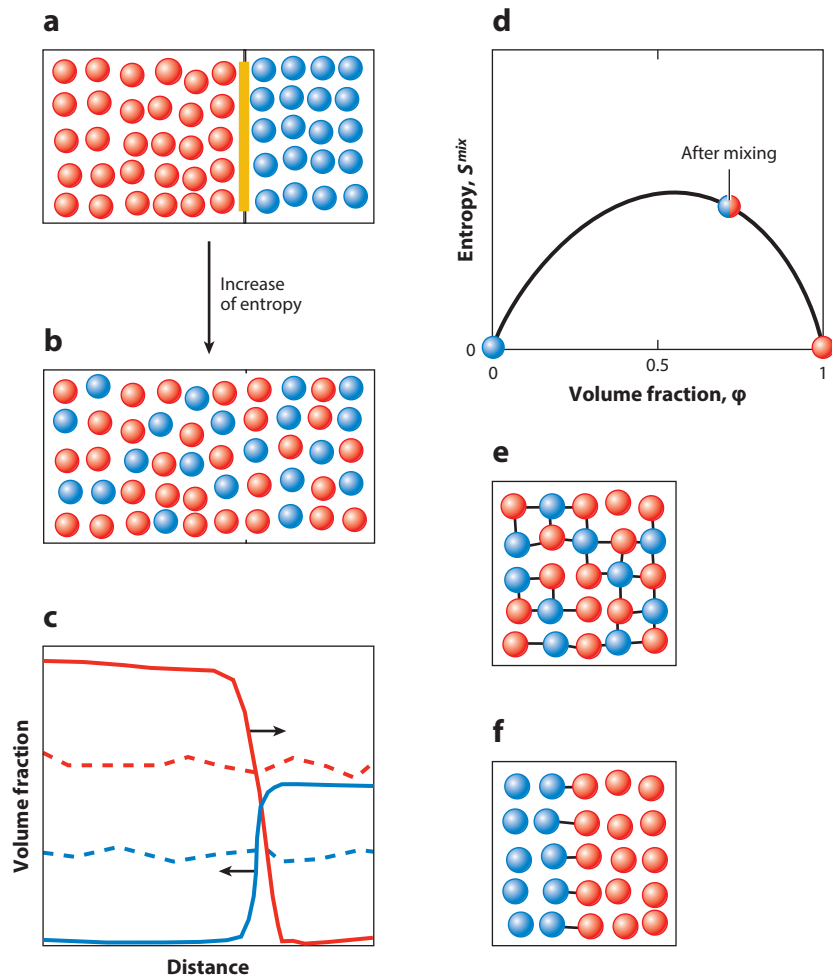 a
Increase
of entropy
b
c
Volume fraction
Distance
d
After mixing
Entropy, S^mix
0
0
0.5
1
Volume fraction, φ
e
f